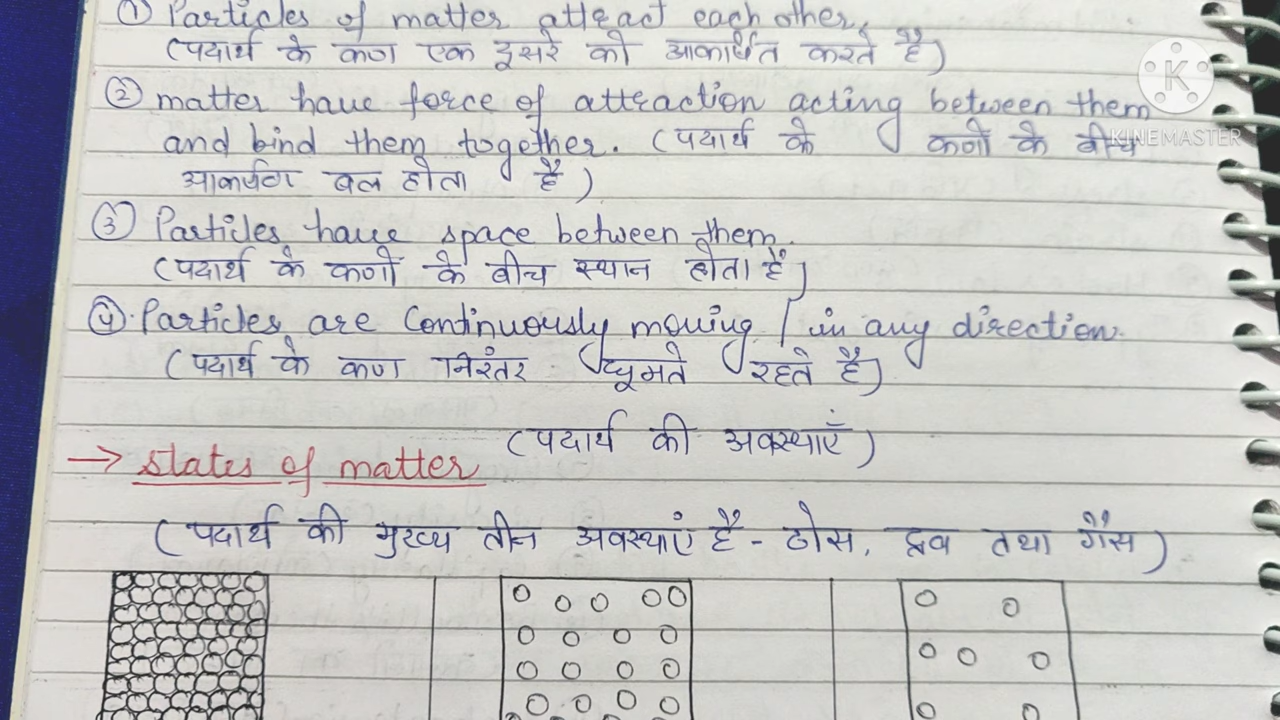 ① Particles of matter attract each other.
(पदार्थ के कण एक दूसरे को आकर्षित करते है)
② matter have force of attraction acting between them
and bind them together. (पदार्थ के कणो के बीच
आकर्षण बल होता है)
③ Particles have space between them.
(पदार्थ के कणों के बीच स्थान होता हैं)
④ Particles are Continuously moving / in any direction.
(पदार्थ के कण निरंतर घूमते रहते है)
(पदार्थ की अवस्थाएँ)
→ States of matter
(पदार्थ की मुख्य तीन अवस्थाएं है - ठोस, द्रव तथा गैस)
K
KINEMASTER